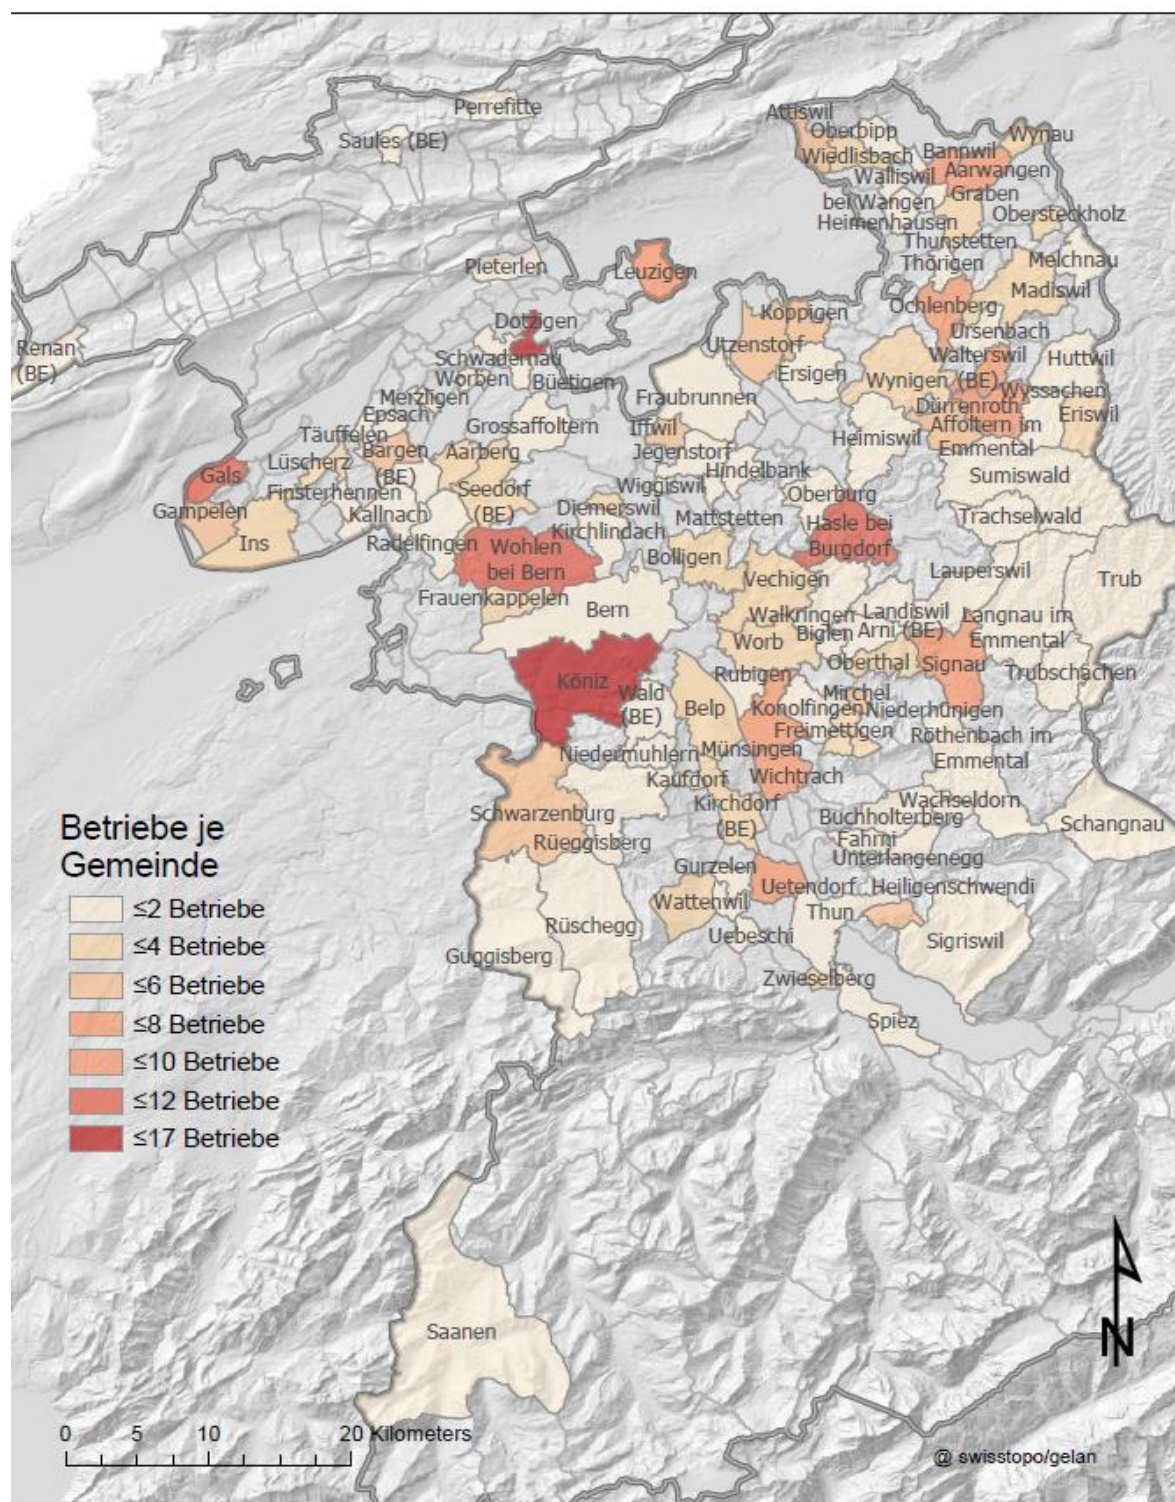 Perrefitte
Saules (BE)
Attiswil
Oberbipp
Wiedlisbach
Wynau
Bannwil
Walliswil
bei Wangen
Aarwangen
Graben
Heimenhausen
Obersteckholz
Thunstetten
Thörigen
Melchnau
Pieterlen
Leuzigen
Madiswil
Ochlenberg
Koppigen
Dotzigen
Ursenbach
Renan
(BE)
Utzenstorf
Walterswil
(BE)
Huttwil
Schwadernau
Worben
Büetigen
Ersigen
Wynigen
Wyssachen
Merzligen
Fraubrunnen
Dürrenroth
Eriswil
Epsach
Grossaffoltern
Iffwil
Affoltern im
Emmental
Täuffelen
Heimiswil
Bargen
(BE)
Aarberg
Jegenstorf
Lüscherz
Hindelbank
Sumiswald
Gals
Finsterhennen
Seedorf
(BE)
Wiggiswil
Oberburg
Gampelen
Kallnach
Diemerswil
Mattstetten
Trachselwald
Kirchlindach
Hasle bei
Burgdorf
Ins
Radelfingen
Wohlen
bei Bern
Bolligen
Lauperswil
Trub
Vechigen
Frauenkappelen
Bern
Walkringen
Landiswil
Langnau im
Emmental
Worb
Biglen
Arni (BE)
Oberthal
Signau
Trubschachen
Köniz
Rubigen
Wald
(BE)
Mirchel
Belp
Konolfingen
Niederhünigen
Freimettigen
Röthenbach im
Emmental
Niedermuhlern
Münsingen
Kaufdorf
Wichtrach
Schwarzenburg
Kirchdorf
(BE)
Wachseldorn
Buchholterberg
Schangnau
Rüeggisberg
Fahrni
Unterlangenegg
Gurzelen
Uetendorf
Heiligenschwendi
Wattenwil
Thun
Rüschegg
Uebeschi
Sigriswil
Guggisberg
Zwieselberg
Spiez
Saanen
Betriebe je
Gemeinde
≤2 Betriebe
≤4 Betriebe
≤6 Betriebe
≤8 Betriebe
≤10 Betriebe
≤12 Betriebe
≤17 Betriebe
N
0 5 10 20 Kilometers
@ swisstopo/gelan